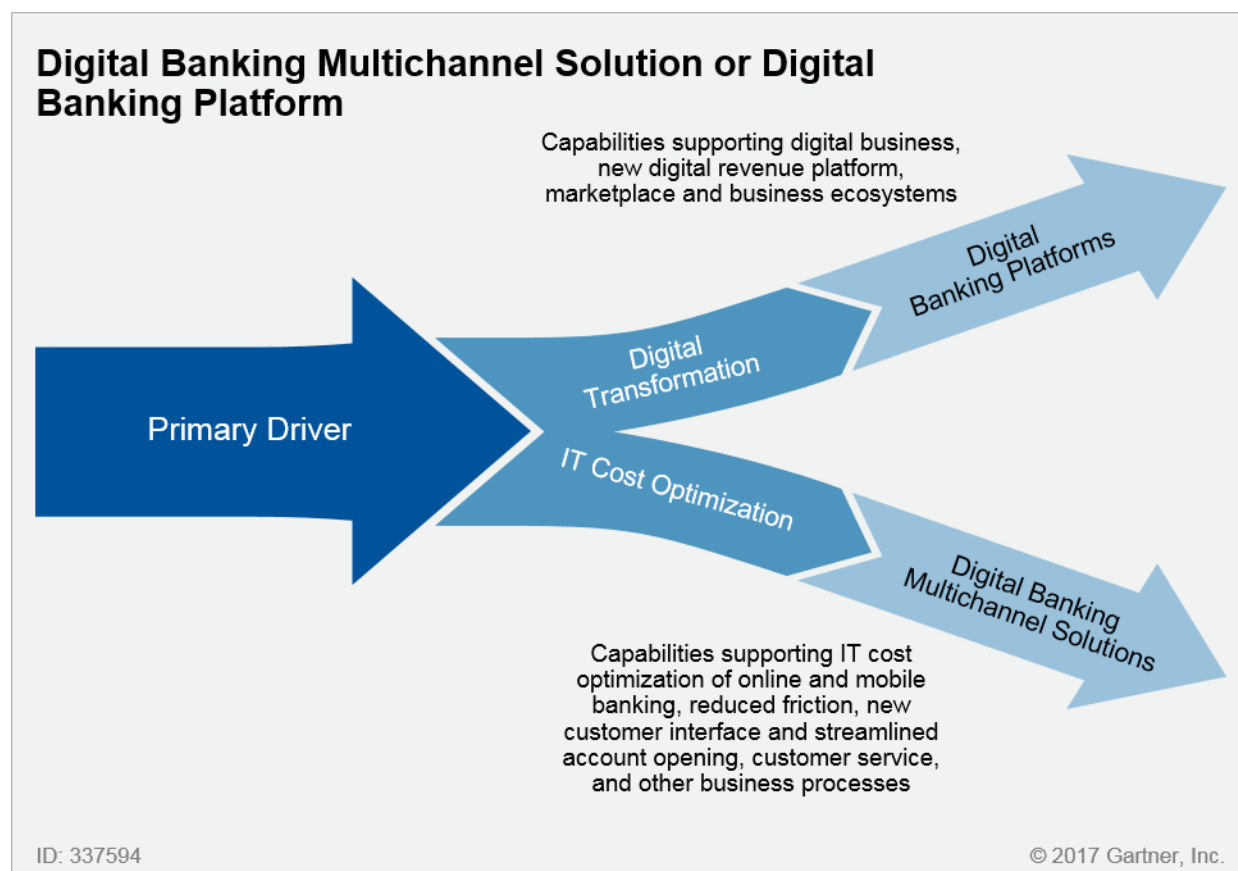 Digital Banking Multichannel Solution or Digital
Banking Platform
Capabilities supporting digital business,
new digital revenue platform,
marketplace and business ecosystems
Digital
Banking Platforms
Digital
Transformation
Primary Driver
IT Cost Optimization
Digital Banking
Multichannel Solutions
Capabilities supporting IT cost
optimization of online and mobile
banking, reduced friction, new
customer interface and streamlined
account opening, customer service,
and other business processes
ID: 337594
© 2017 Gartner, Inc.